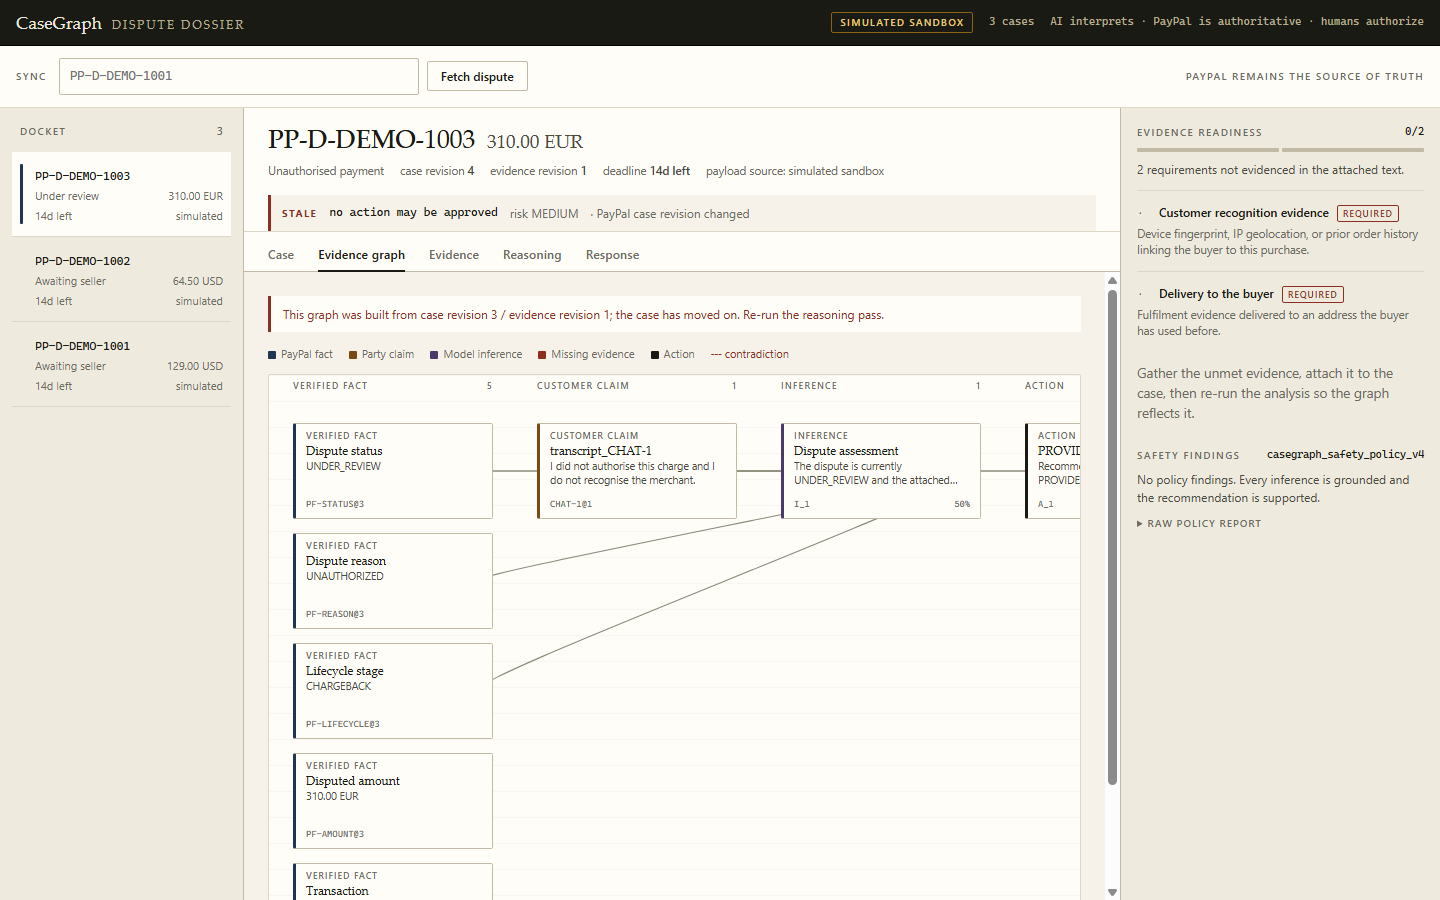 CaseGraph DISPUTE DOSSIER
SIMULATED SANDBOX 3 cases AI interprets · PayPal is authoritative · humans authorize
SYNC PP-D-DEMO-1001 Fetch dispute PAYPAL REMAINS THE SOURCE OF TRUTH
DOCKET 3
PP-D-DEMO-1003
Under review 310.00 EUR
14d left simulated
PP-D-DEMO-1002
Awaiting seller 64.50 USD
14d left simulated
PP-D-DEMO-1001
Awaiting seller 129.00 USD
14d left simulated
PP-D-DEMO-1003 310.00 EUR
Unauthorised payment case revision 4 evidence revision 1 deadline 14d left payload source: simulated sandbox
STALE no action may be approved risk MEDIUM · PayPal case revision changed
Case Evidence graph Evidence Reasoning Response
This graph was built from case revision 3 / evidence revision 1; the case has moved on. Re-run the reasoning pass.
PayPal fact Party claim Model inference Missing evidence Action --- contradiction
VERIFIED FACT 5 CUSTOMER CLAIM 1 INFERENCE 1 ACTION
VERIFIED FACT
Dispute status
UNDER_REVIEW
PF-STATUS@3
CUSTOMER CLAIM
transcript_CHAT-1
I did not authorise this charge and I
do not recognise the merchant.
CHAT-1@1
INFERENCE
Dispute assessment
The dispute is currently
UNDER_REVIEW and the attached...
I_1 50%
ACTION
PROVID
Recomm
PROVIDE
A_1
VERIFIED FACT
Dispute reason
UNAUTHORIZED
PF-REASON@3
VERIFIED FACT
Lifecycle stage
CHARGEBACK
PF-LIFECYCLE@3
VERIFIED FACT
Disputed amount
310.00 EUR
PF-AMOUNT@3
VERIFIED FACT
Transaction
EVIDENCE READINESS 0/2
2 requirements not evidenced in the attached text.
· Customer recognition evidence REQUIRED
Device fingerprint, IP geolocation, or prior order history
linking the buyer to this purchase.
· Delivery to the buyer REQUIRED
Fulfilment evidence delivered to an address the buyer
has used before.
Gather the unmet evidence, attach it to the
case, then re-run the analysis so the graph
reflects it.
SAFETY FINDINGS casegraph_safety_policy_v4
No policy findings. Every inference is grounded and
the recommendation is supported.
RAW POLICY REPORT